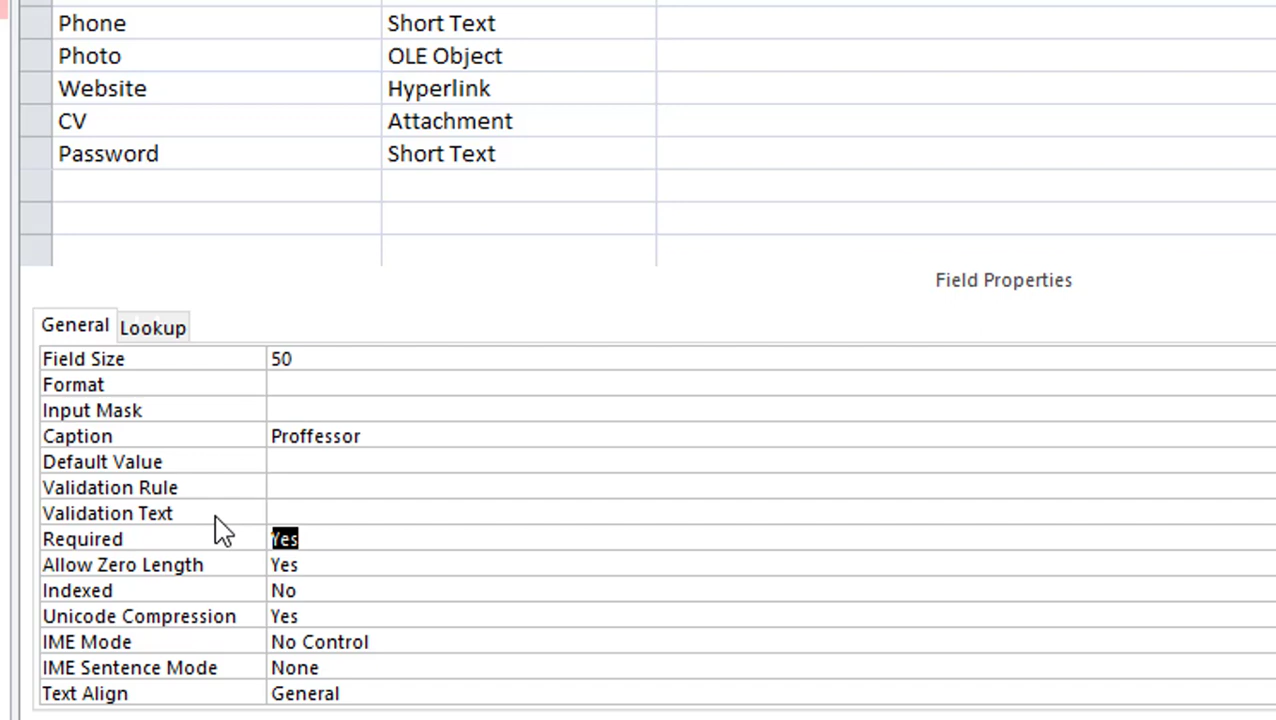 Phone Short Text
Photo OLE Object
Website Hyperlink
CV Attachment
Password Short Text
Field Properties
General Lookup
Field Size 50
Format
Input Mask
Caption Proffessor
Default Value
Validation Rule
Validation Text
Required Yes
Allow Zero Length Yes
Indexed No
Unicode Compression Yes
IME Mode No Control
IME Sentence Mode None
Text Align General